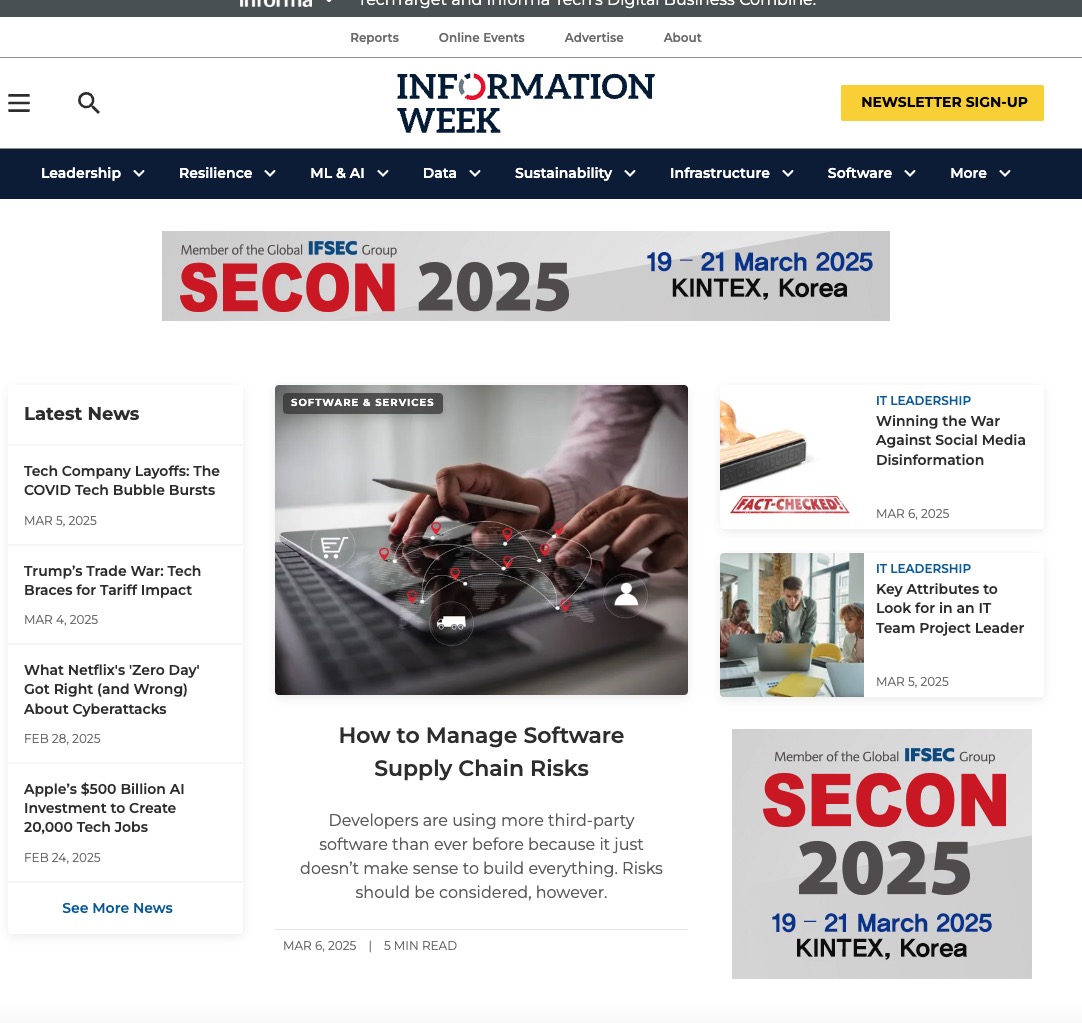 informa
TechTarget and Informa Tech's Digital Business Combine.
Reports
Online Events
Advertise
About
INFORMATION
WEEK
NEWSLETTER SIGN-UP
Leadership
Resilience
ML & AI
Data
Sustainability
Infrastructure
Software
More
Member of the Global IFSEC Group
SECON 2025
19 – 21 March 2025
KINTEX, Korea
Latest News
Tech Company Layoffs: The
COVID Tech Bubble Bursts
MAR 5, 2025
Trump’s Trade War: Tech
Braces for Tariff Impact
MAR 4, 2025
What Netflix's 'Zero Day'
Got Right (and Wrong)
About Cyberattacks
FEB 28, 2025
Apple’s $500 Billion AI
Investment to Create
20,000 Tech Jobs
FEB 24, 2025
See More News
SOFTWARE & SERVICES
How to Manage Software
Supply Chain Risks
Developers are using more third-party
software than ever before because it just
doesn’t make sense to build everything. Risks
should be considered, however.
MAR 6, 2025 | 5 MIN READ
FACT-CHECKED!
IT LEADERSHIP
Winning the War
Against Social Media
Disinformation
MAR 6, 2025
IT LEADERSHIP
Key Attributes to
Look for in an IT
Team Project Leader
MAR 5, 2025
Member of the Global IFSEC Group
SECON
2025
19 – 21 March 2025
KINTEX, Korea